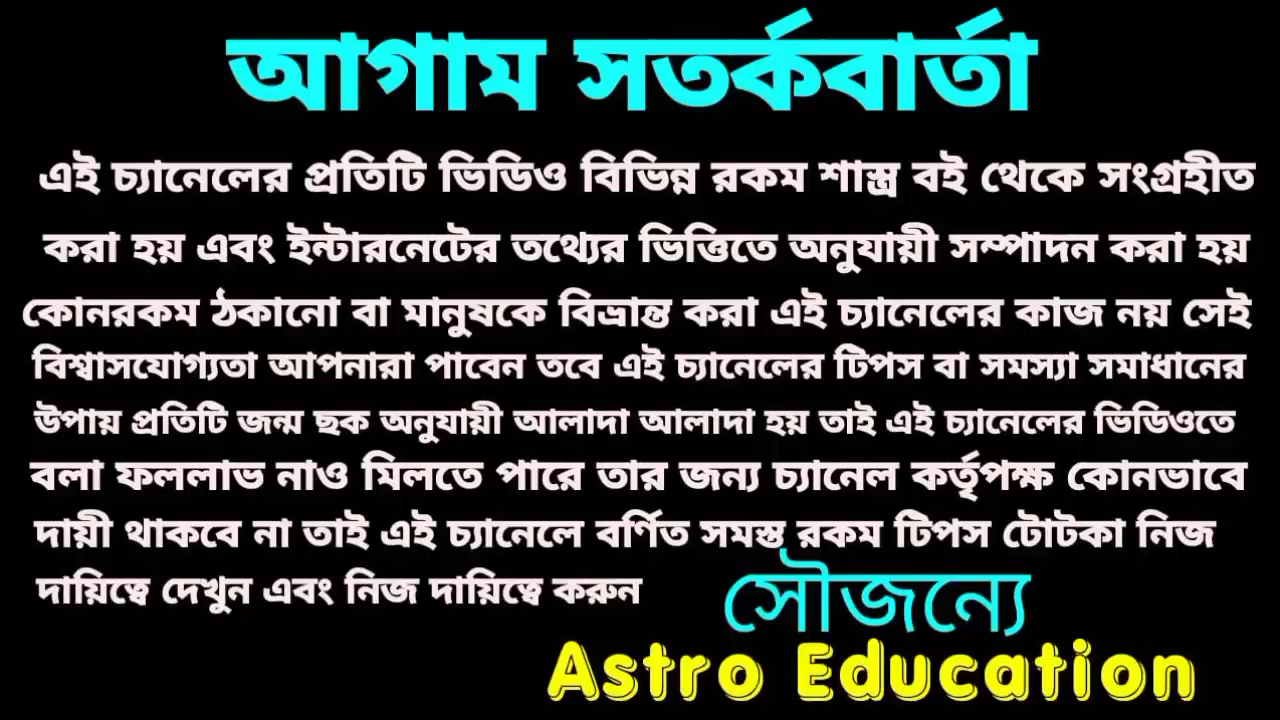 আগাম সতর্কবার্তা
এই চ্যানেলের প্রতিটি ভিডিও বিভিন্ন রকম শাস্ত্র বই থেকে সংগ্রহীত
করা হয় এবং ইন্টারনেটের তথ্যের ভিত্তিতে অনুযায়ী সম্পাদন করা হয়
কোনরকম ঠকানো বা মানুষকে বিভ্রান্ত করা এই চ্যানেলের কাজ নয় সেই
বিশ্বাসযোগ্যতা আপনারা পাবেন তবে এই চ্যানেলের টিপস বা সমস্যা সমাধানের
উপায় প্রতিটি জন্ম ছক অনুযায়ী আলাদা আলাদা হয় তাই এই চ্যানেলের ভিডিওতে
বলা ফললাভ নাও মিলতে পারে তার জন্য চ্যানেল কর্তৃপক্ষ কোনভাবে
দায়ী থাকবে না তাই এই চ্যানেলে বর্ণিত সমস্ত রকম টিপস টোটকা নিজ
দায়িত্বে দেখুন এবং নিজ দায়িত্বে করুন
সৌজন্যে
Astro Education